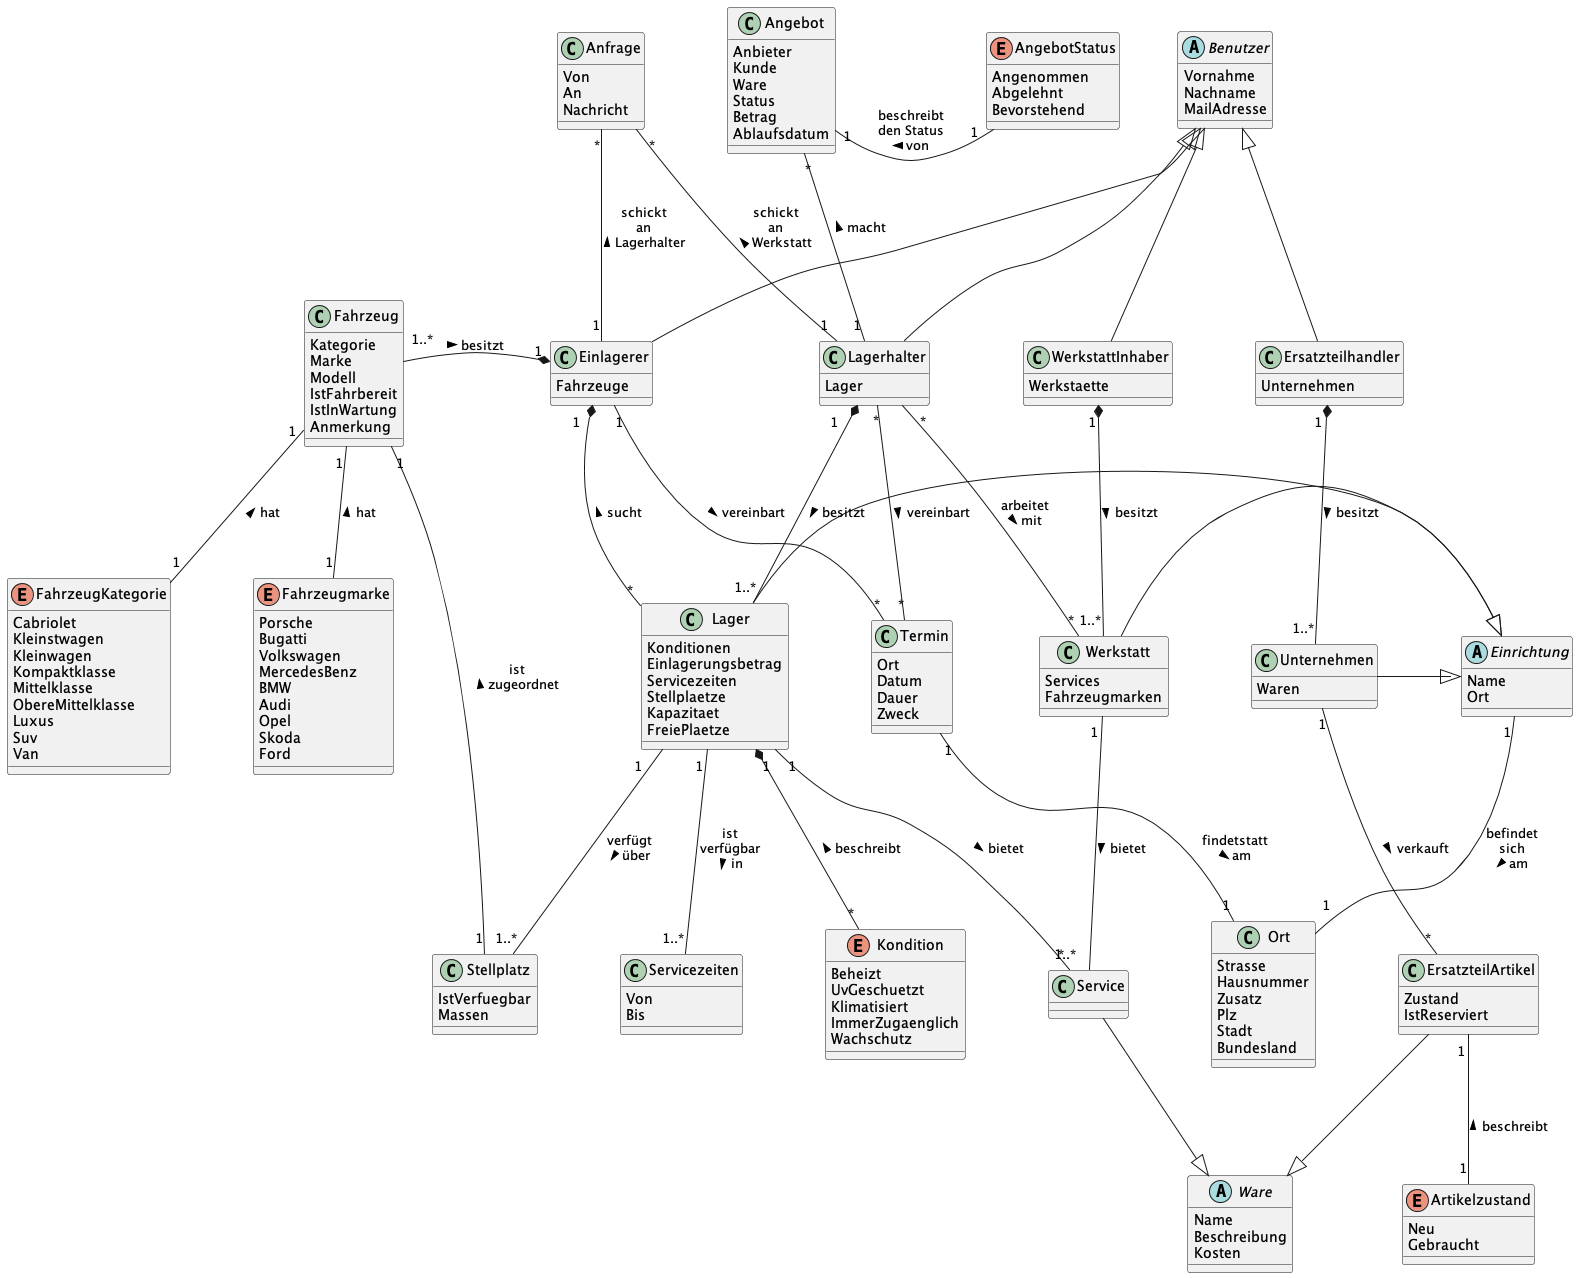 C Anfrage
Von
An
Nachricht
C Angebot
Anbieter
Kunde
Ware
Status
Betrag
Ablaufsdatum
E AngebotStatus
Angenommen
Abgelehnt
Bevorstehend
A Benutzer
Vornahme
Nachname
MailAdresse
beschreibt
den Status
von
1
1
*
*
*
schickt
an
Lagerhalter
schickt
an
Werkstatt
macht
1
1
1
C Fahrzeug
Kategorie
Marke
Modell
IstFahrbereit
IstInWartung
Anmerkung
1..*
besitzt
1
C Einlagerer
Fahrzeuge
C Lagerhalter
Lager
C WerkstattInhaber
Werkstaette
C Ersatzteilhandler
Unternehmen
1
1
1
1
1
1
*
*
1
1
hat
hat
sucht
vereinbart
besitzt
vereinbart
arbeitet
mit
besitzt
besitzt
1
1
*
1..*
*
*
*
1..*
1..*
E FahrzeugKategorie
Cabriolet
Kleinstwagen
Kleinwagen
Kompaktklasse
Mittelklasse
ObereMittelklasse
Luxus
Suv
Van
E Fahrzeugmarke
Porsche
Bugatti
Volkswagen
MercedesBenz
BMW
Audi
Opel
Skoda
Ford
ist
zugeordnet
C Lager
Konditionen
Einlagerungsbetrag
Servicezeiten
Stellplaetze
Kapazitaet
FreiePlaetze
C Termin
Ort
Datum
Dauer
Zweck
C Werkstatt
Services
Fahrzeugmarken
C Unternehmen
Waren
A Einrichtung
Name
Ort
1
1
1
1
1
1
1
1
verfügt
über
ist
verfügbar
in
beschreibt
bietet
bietet
findetstatt
am
verkauft
befindet
sich
am
1
1..*
1..*
*
1..*
1
1
*
C Stellplatz
IstVerfuegbar
Massen
C Servicezeiten
Von
Bis
E Kondition
Beheizt
UvGeschuetzt
Klimatisiert
ImmerZugaenglich
Wachschutz
C Service
C Ort
Strasse
Hausnummer
Zusatz
Plz
Stadt
Bundesland
C ErsatzteilArtikel
Zustand
IstReserviert
1
beschreibt
1
A Ware
Name
Beschreibung
Kosten
E Artikelzustand
Neu
Gebraucht